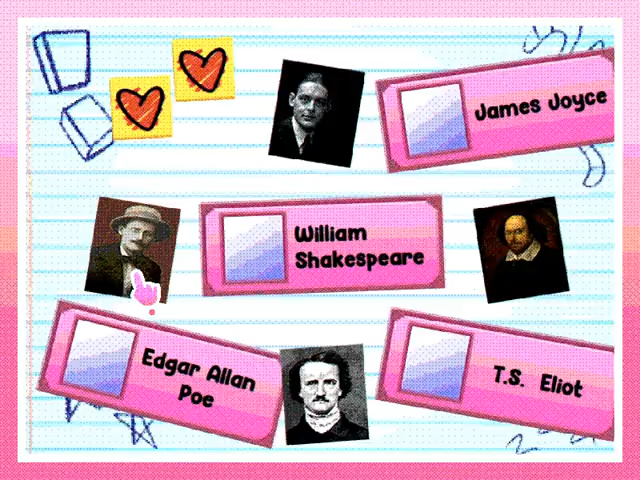 James Joyce
William
Shakespeare
Edgar Allan
Poe
T.S. Eliot